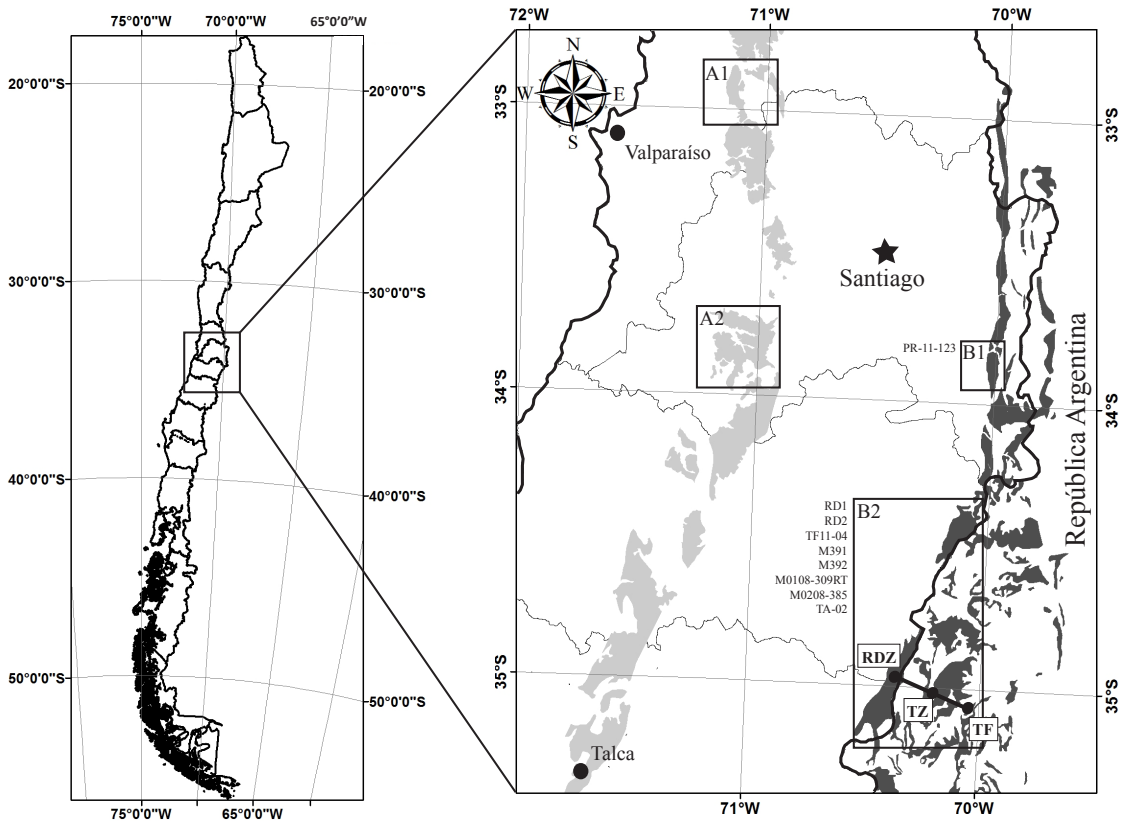 75°0'0"W 70°0'0"W 65°0'0"W
20°0'0"S
20°0'0"S
30°0'0"S
30°0'0"S
40°0'0"S
40°0'0"S
50°0'0"S
50°0'0"S
75°0'0"W 65°0'0"W
72°W 71°W 70°W
N
W E
S
33°S
33°S
A1
Valparaíso
Santiago
A2
PR-11-123
B1
34°S
34°S
República Argentina
RD1
RD2
TF11-04
M391
M392
M0108-309RT
M0208-385
TA-02
B2
RDZ
TZ
TF
35°S
35°S
Talca
71°W 70°W